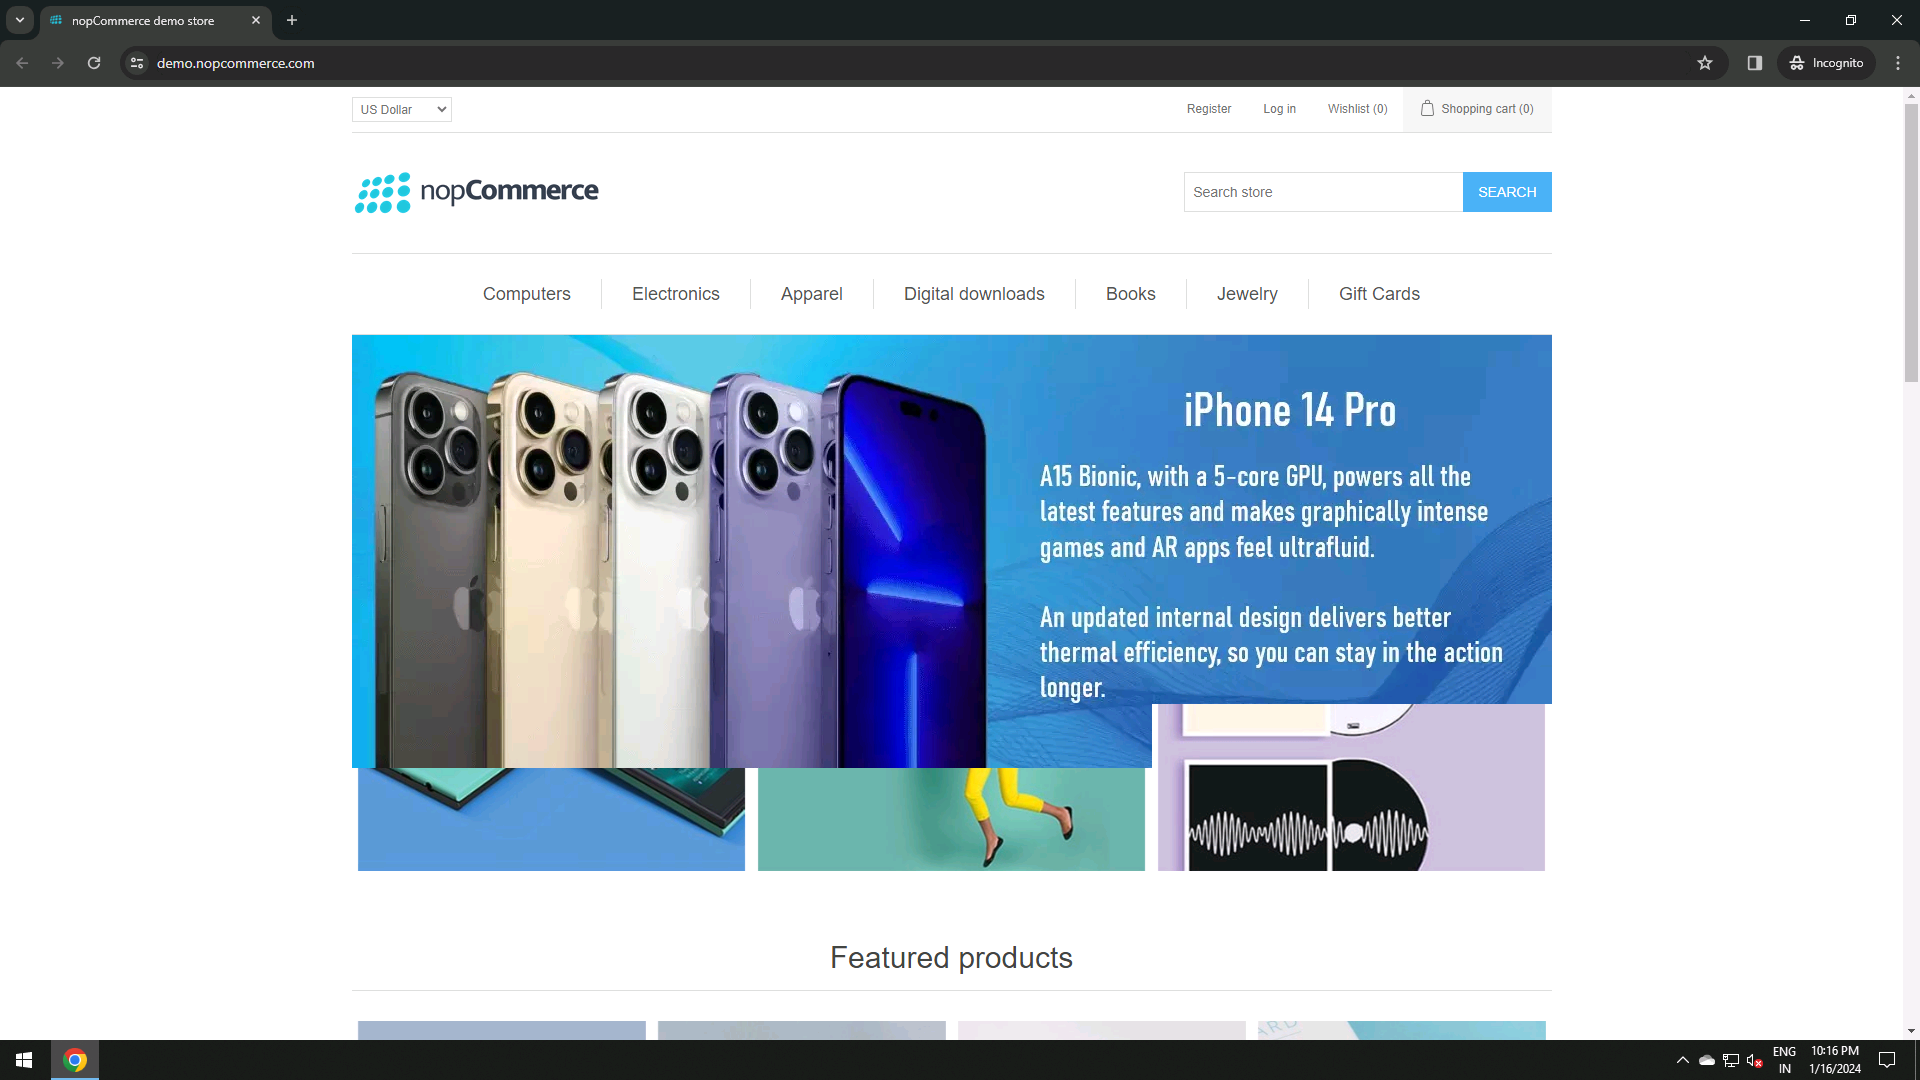 nopCommerce demo store
demo.nopcommerce.com
Incognito
US Dollar
Register
Log in
Wishlist (0)
Shopping cart (0)
nopCommerce
Search store
SEARCH
Computers
Electronics
Apparel
Digital downloads
Books
Jewelry
Gift Cards
iPhone 14 Pro
A15 Bionic, with a 5-core GPU, powers all the
latest features and makes graphically intense
games and AR apps feel ultrafluid.
An updated internal design delivers better
thermal efficiency, so you can stay in the action
longer.
Featured products
ENG
IN
10:16 PM
1/16/2024